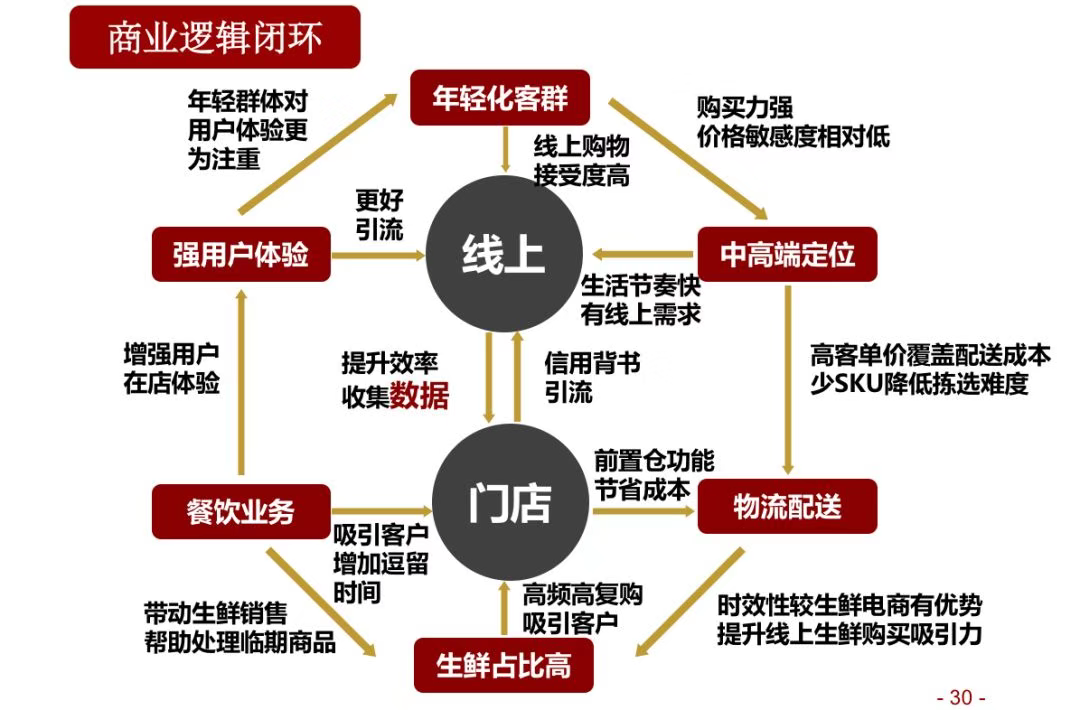 商业逻辑闭环
年轻化客群
年轻群体对
用户体验更
为注重
购买力强
价格敏感度相对低
线上购物
接受度高
更好
引流
强用户体验
线上
中高端定位
生活节奏快
有线上需求
增强用户
在店体验
提升效率
收集数据
信用背书
引流
高客单价覆盖配送成本
少SKU降低拣选难度
前置仓功能
节省成本
餐饮业务
门店
物流配送
吸引客户
增加逗留
时间
高频高复购
吸引客户
带动生鲜销售
帮助处理临期商品
时效性较生鲜电商有优势
提升线上生鲜购买吸引力
生鲜占比高
- 30 -